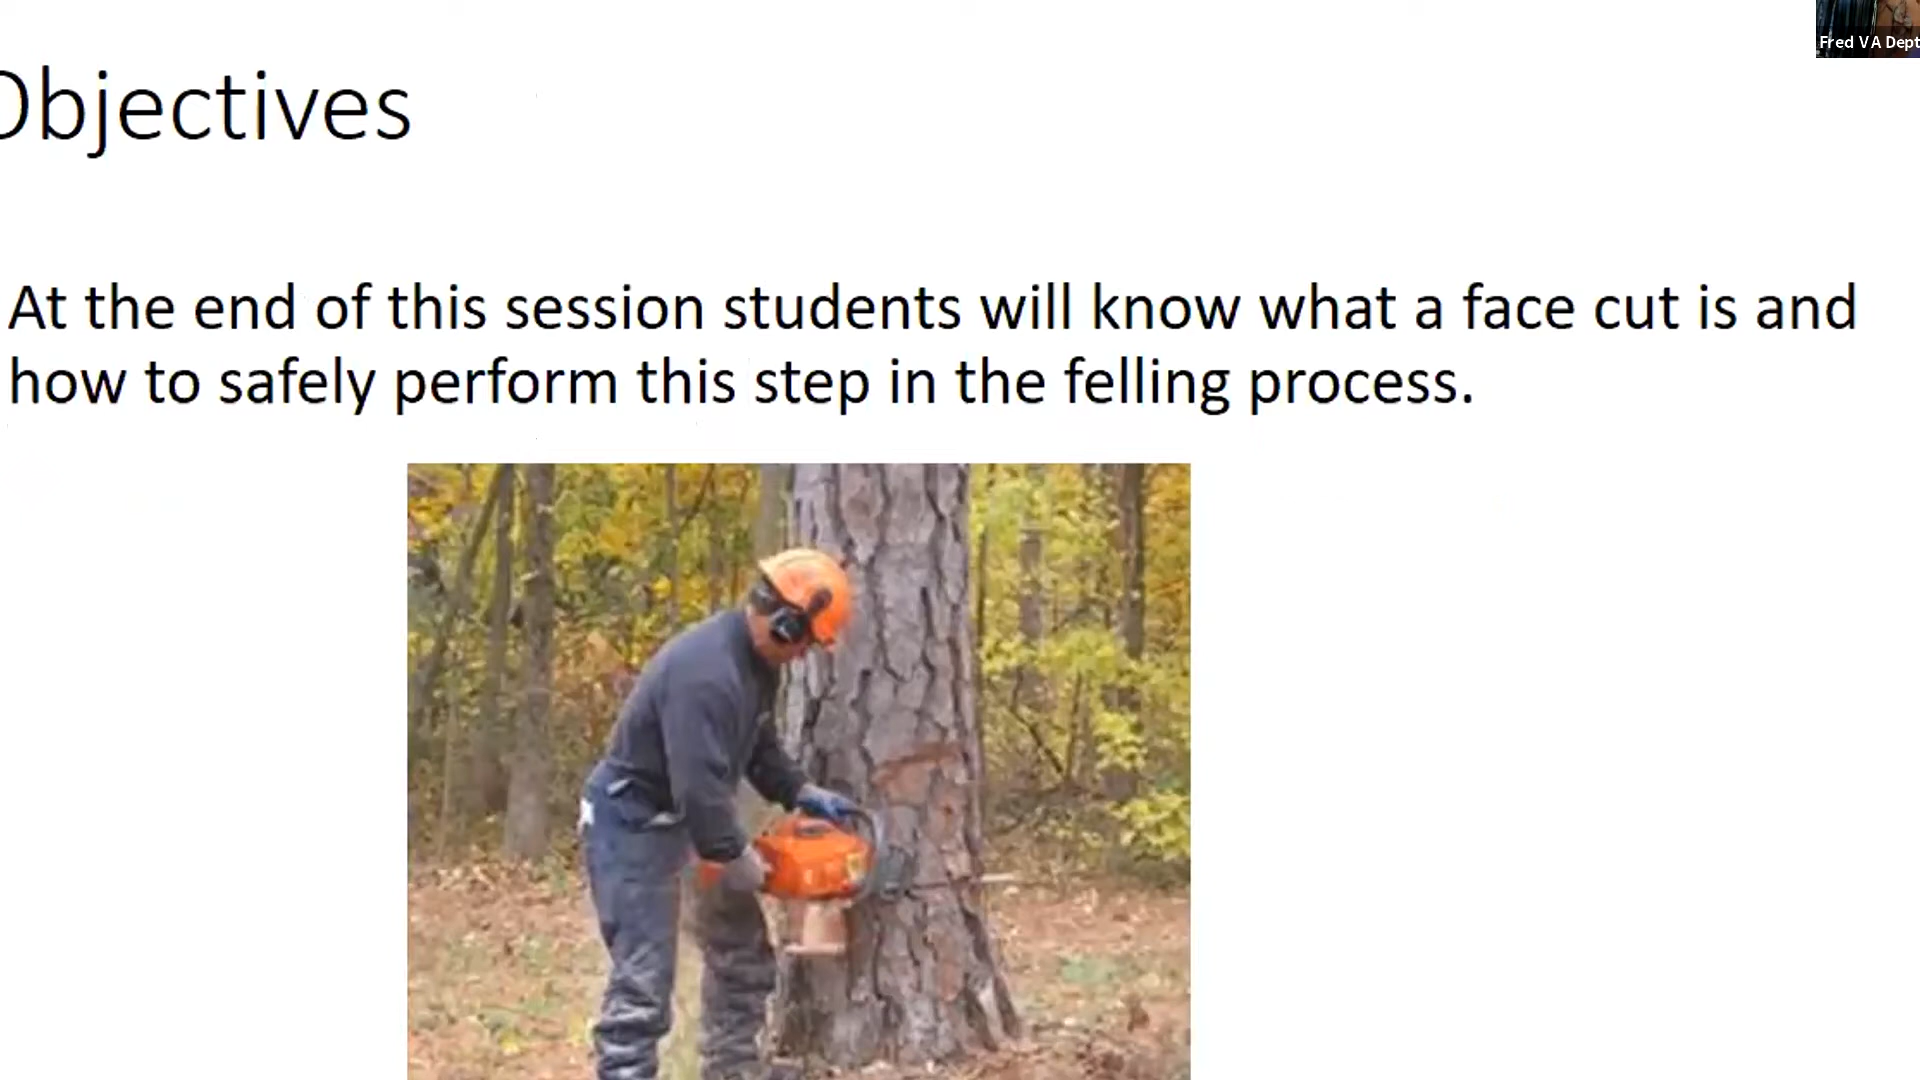 Objectives
At the end of this session students will know what a face cut is and
how to safely perform this step in the felling process.
Fred VA Dept